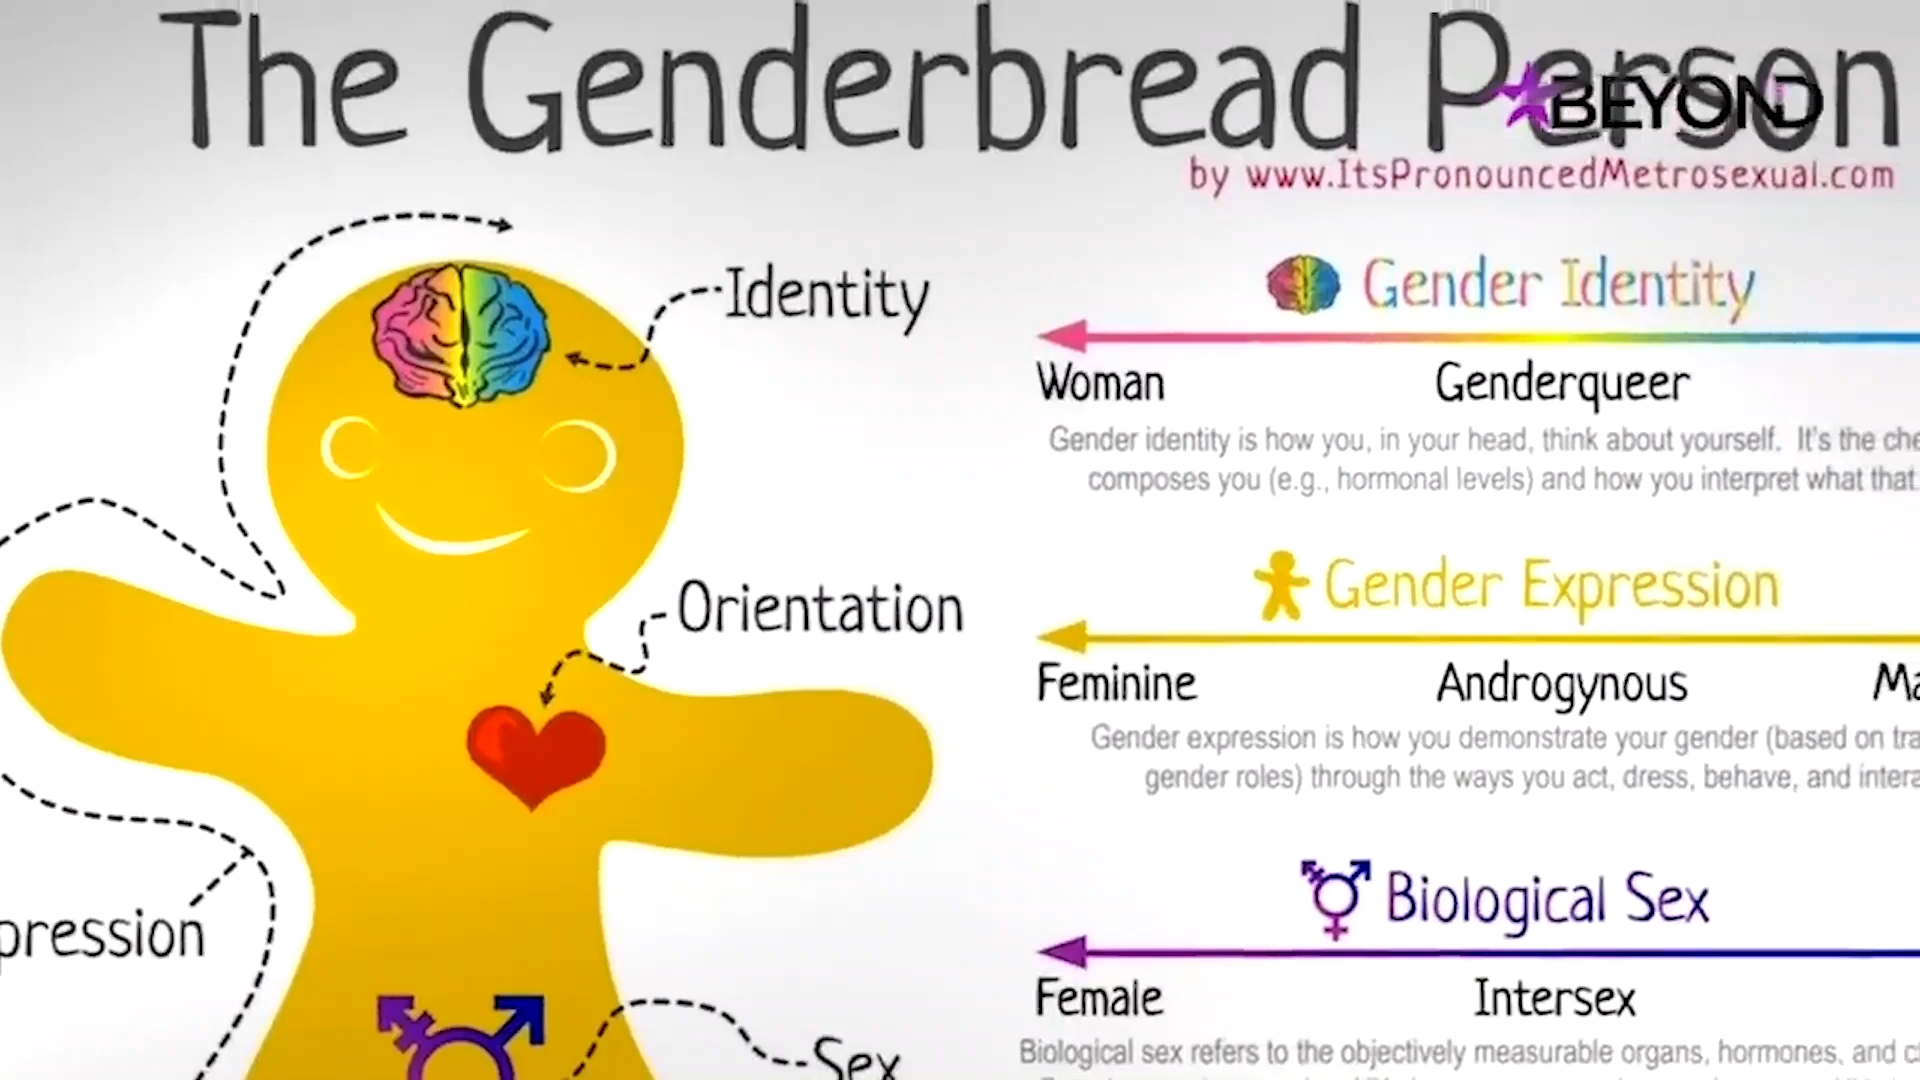 The Genderbread Person
BEYOND
by www.ItsPronouncedMetrosexual.com
Identity
Gender Identity
Woman Genderqueer
Gender identity is how you, in your head, think about yourself. It's the
composes you (e.g., hormonal levels) and how you interpret what that
Orientation
Gender Expression
Feminine Androgynous
Gender expression is how you demonstrate your gender (based on
gender roles) through the ways you act, dress, behave, and
pression
Biological Sex
Female Intersex
Sex
Biological sex refers to the objectively measurable organs, hormones, and